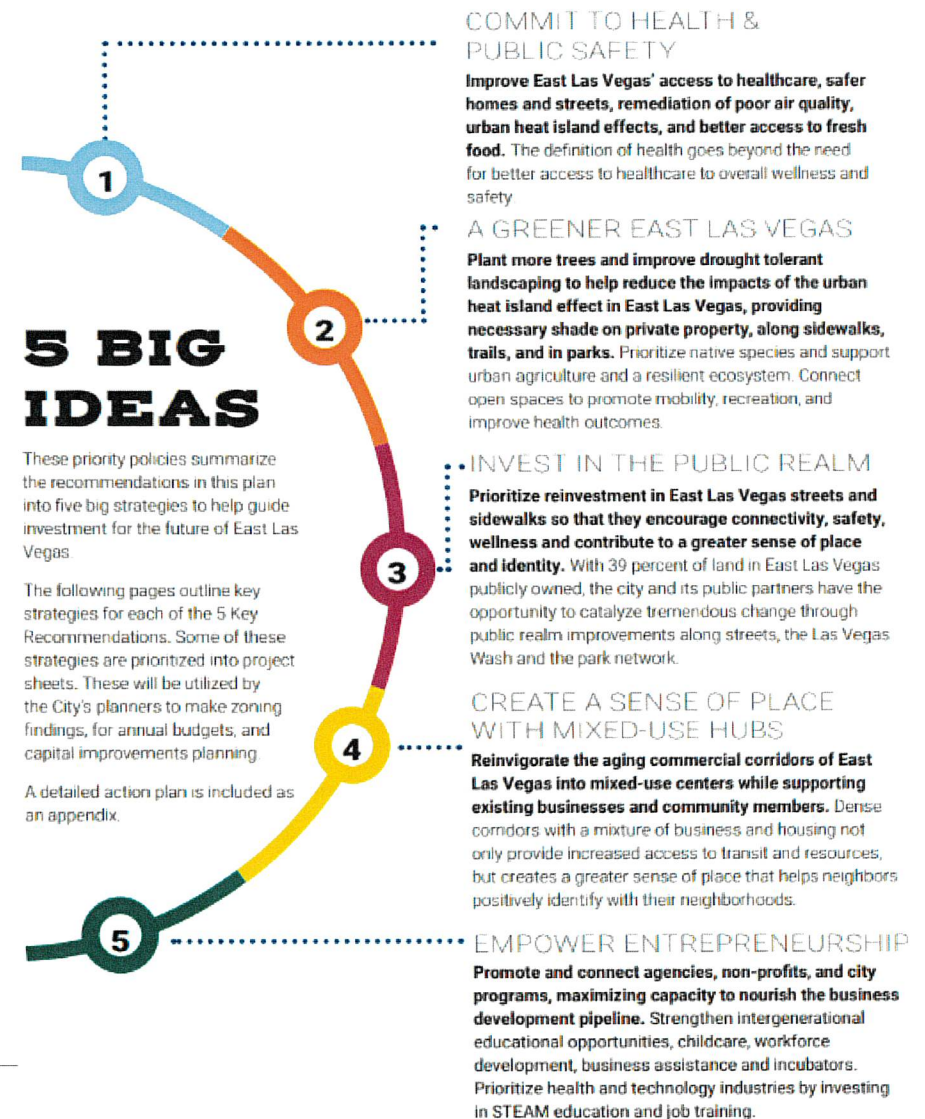 COMMIT TO HEALTH &
PUBLIC SAFETY
Improve East Las Vegas' access to healthcare, safer
homes and streets, remediation of poor air quality,
urban heat island effects, and better access to fresh
food. The definition of health goes beyond the need
for better access to healthcare to overall wellness and
safety
1
A GREENER EAST LAS VEGAS
Plant more trees and improve drought tolerant
landscaping to help reduce the impacts of the urban
heat island effect in East Las Vegas, providing
necessary shade on private property, along sidewalks,
trails, and in parks. Prioritize native species and support
urban agriculture and a resilient ecosystem. Connect
open spaces to promote mobility, recreation, and
improve health outcomes.
2
5 BIG
IDEAS
These priority policies summarize
the recommendations in this plan
into five big strategies to help guide
investment for the future of East Las
Vegas
The following pages outline key
strategies for each of the 5 Key
Recommendations. Some of these
strategies are prioritized into project
sheets. These will be utilized by
the City's planners to make zoning
findings, for annual budgets, and
capital improvements planning
A detailed action plan is included as
an appendix.
INVEST IN THE PUBLIC REALM
Prioritize reinvestment in East Las Vegas streets and
sidewalks so that they encourage connectivity, safety,
wellness and contribute to a greater sense of place
and identity. With 39 percent of land in East Las Vegas
publicly owned, the city and its public partners have the
opportunity to catalyze tremendous change through
public realm improvements along streets, the Las Vegas
Wash and the park network.
3
CREATE A SENSE OF PLACE
WITH MIXED-USE HUBS
Reinvigorate the aging commercial corridors of East
Las Vegas into mixed-use centers while supporting
existing businesses and community members. Dense
corridors with a mixture of business and housing not
only provide increased access to transit and resources,
but creates a greater sense of place that helps neighbors
positively identify with their neighborhoods.
4
EMPOWER ENTREPRENEURSHIP
Promote and connect agencies, non-profits, and city
programs, maximizing capacity to nourish the business
development pipeline. Strengthen intergenerational
educational opportunities, childcare, workforce
development, business assistance and incubators.
Prioritize health and technology industries by investing
in STEAM education and job training.
5